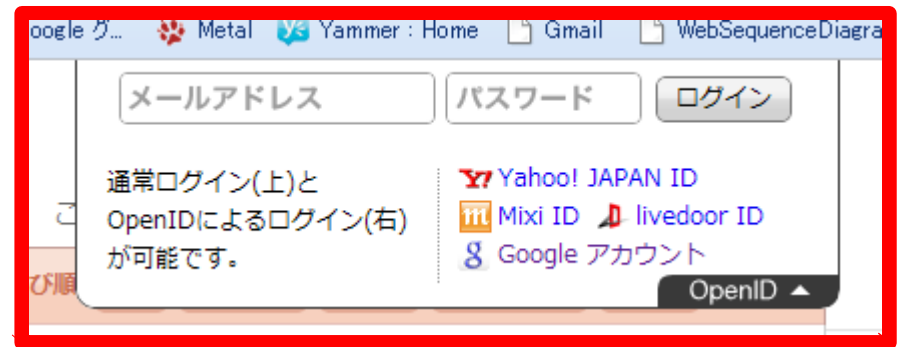 oogle グ... Metal Yammer : Home Gmail WebSequenceDiagra
メールアドレス パスワード ログイン
通常ログイン(上)と
OpenIDによるログイン(右)
が可能です。
Yahoo! JAPAN ID
Mixi ID livedoor ID
Google アカウント
OpenID
こ
び順